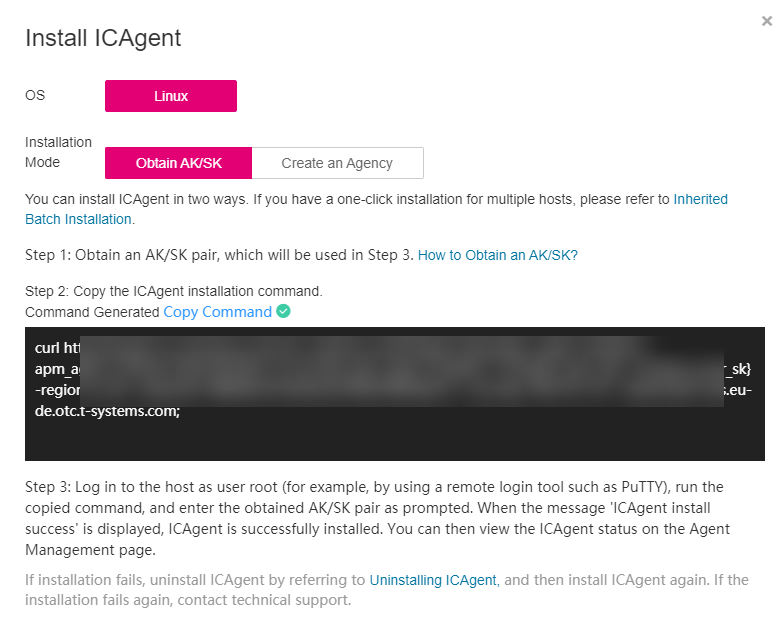 Install ICAgent
OS
Linux
Installation
Mode
Obtain AK/SK
Create an Agency
You can install ICAgent in two ways. If you have a one-click installation for multiple hosts, please refer to Inherited
Batch Installation.
Step 1: Obtain an AK/SK pair, which will be used in Step 3. How to Obtain an AK/SK?
Step 2: Copy the ICAgent installation command.
Command Generated Copy Command
curl
_sk}
-region .eu-
de.otc.t-systems.com;
Step 3: Log in to the host as user root (for example, by using a remote login tool such as PuTTY), run the
copied command, and enter the obtained AK/SK pair as prompted. When the message 'ICAgent install
success' is displayed, ICAgent is successfully installed. You can then view the ICAgent status on the Agent
Management page.
If installation fails, uninstall ICAgent by referring to Uninstalling ICAgent, and then install ICAgent again. If the
installation fails again, contact technical support.